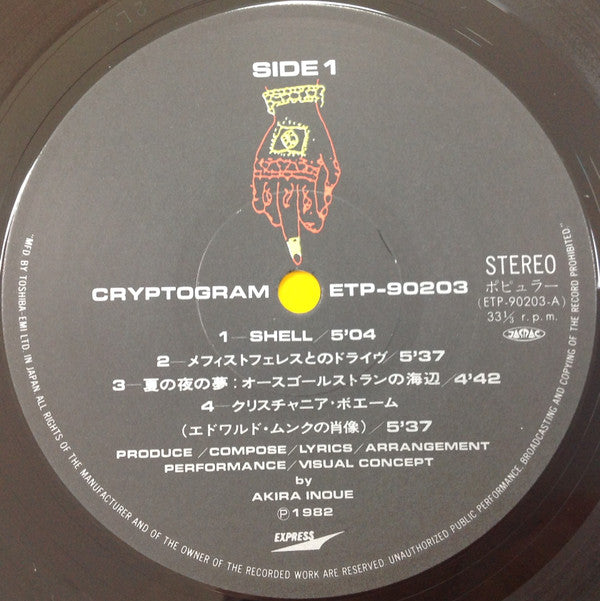 SIDE 1
CRYPTOGRAM ETP-90203
STEREO
ポピュラー
(ETP-90203-A)
33⅓ r.p.m.
JASRAC
1—SHELL/5'04
2—メフィストフェレスとのドライヴ/5'37
3—夏の夜の夢:オースゴールストランの海辺/4'42
4—クリスチャニア・ポエーム
(エドワルド・ムンクの肖像)/5'37
PRODUCE/COMPOSE/LYRICS/ARRANGEMENT
PERFORMANCE/VISUAL CONCEPT
by
AKIRA INOUE
Ⓟ1982
EXPRESS
"MFD BY TOSHIBA EMI LTD. IN JAPAN. ALL RIGHTS OF THE MANUFACTURER AND OF THE OWNER OF THE RECORDED WORK ARE RESERVED. UNAUTHORIZED PUBLIC PERFORMANCE, BROADCASTING AND COPYING OF THE RECORD PROHIBITED."